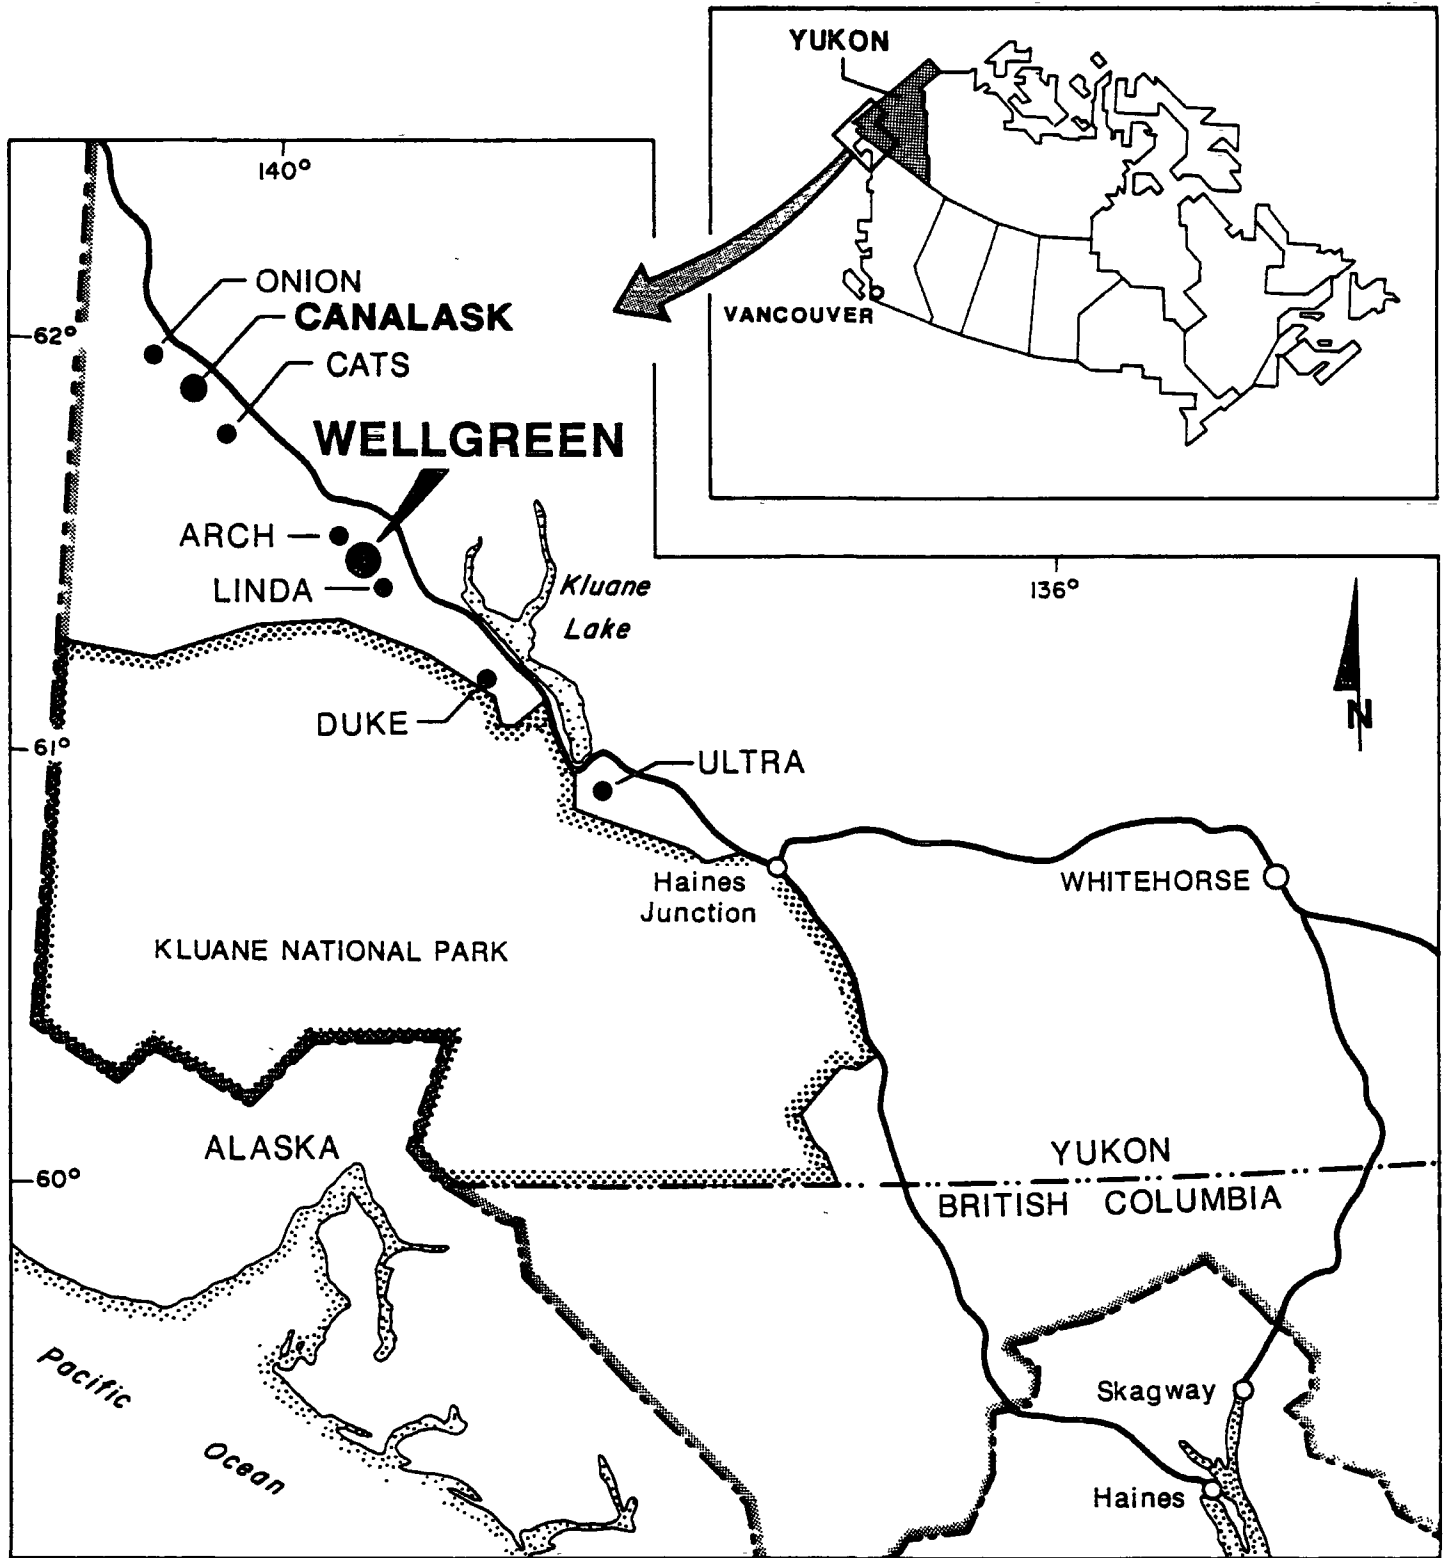 YUKON
VANCOUVER
140°
ONION
CANALASK
62°
CATS
WELLGREEN
ARCH
LINDA
Kluane
Lake
136°
N
DUKE
61°
ULTRA
Haines
Junction
WHITEHORSE
KLUANE NATIONAL PARK
ALASKA
YUKON
60°
BRITISH COLUMBIA
Pacific
Ocean
Skagway
Haines